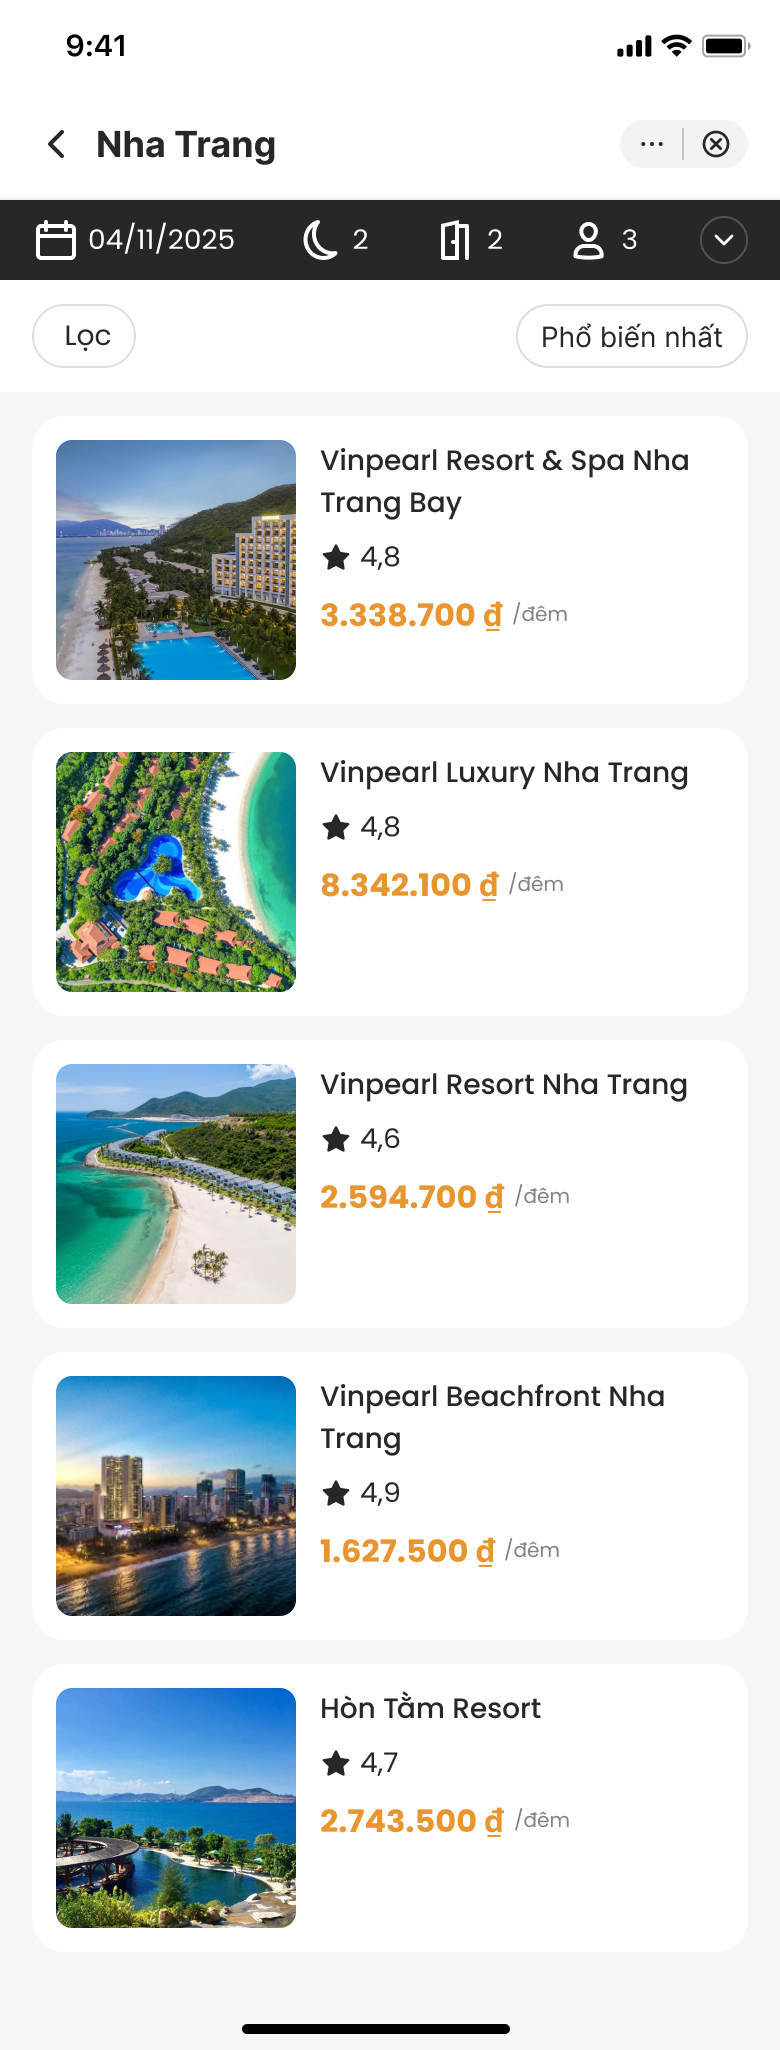 9:41
Nha Trang
04/11/2025 2 2 3
Lọc Phổ biến nhất
Vinpearl Resort & Spa Nha
Trang Bay
4,8
3.338.700 ₫ /đêm
Vinpearl Luxury Nha Trang
4,8
8.342.100 ₫ /đêm
Vinpearl Resort Nha Trang
4,6
2.594.700 ₫ /đêm
Vinpearl Beachfront Nha
Trang
4,9
1.627.500 ₫ /đêm
Hòn Tằm Resort
4,7
2.743.500 ₫ /đêm